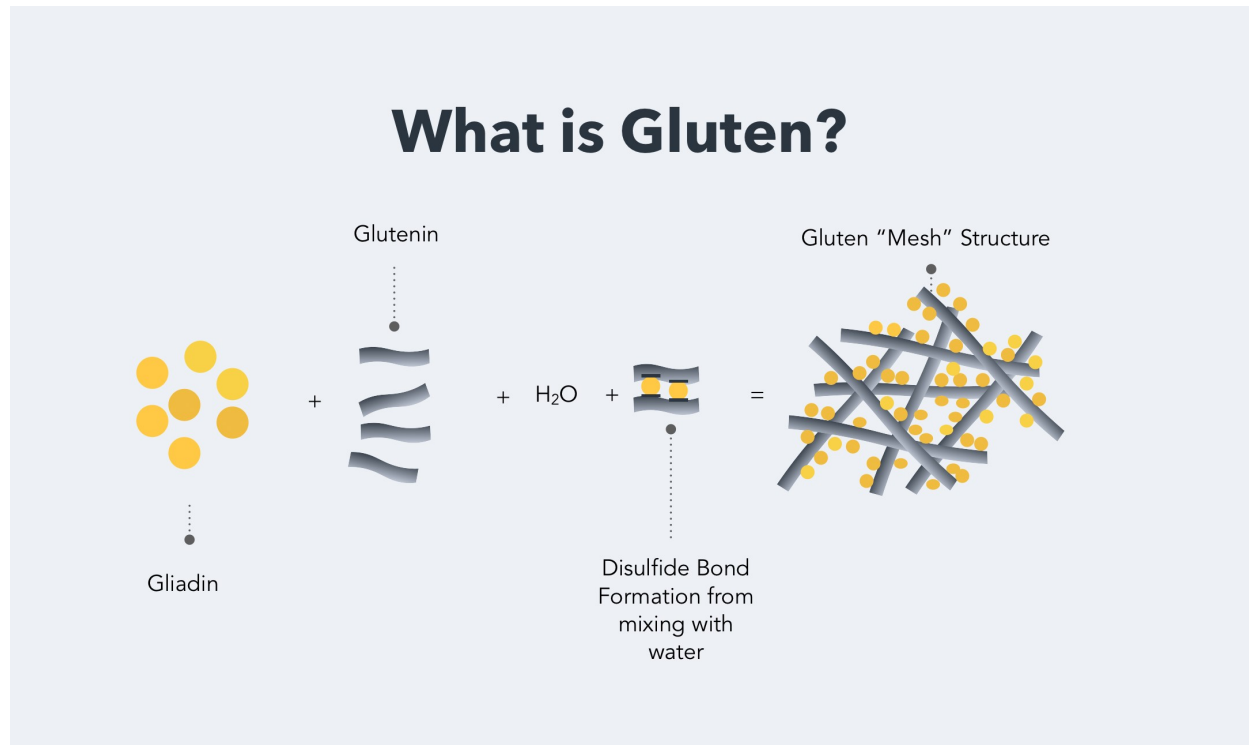 What is Gluten?
Glutenin
Gluten “Mesh” Structure
+
+
H₂O
+
=
Gliadin
Disulfide Bond
Formation from
mixing with
water